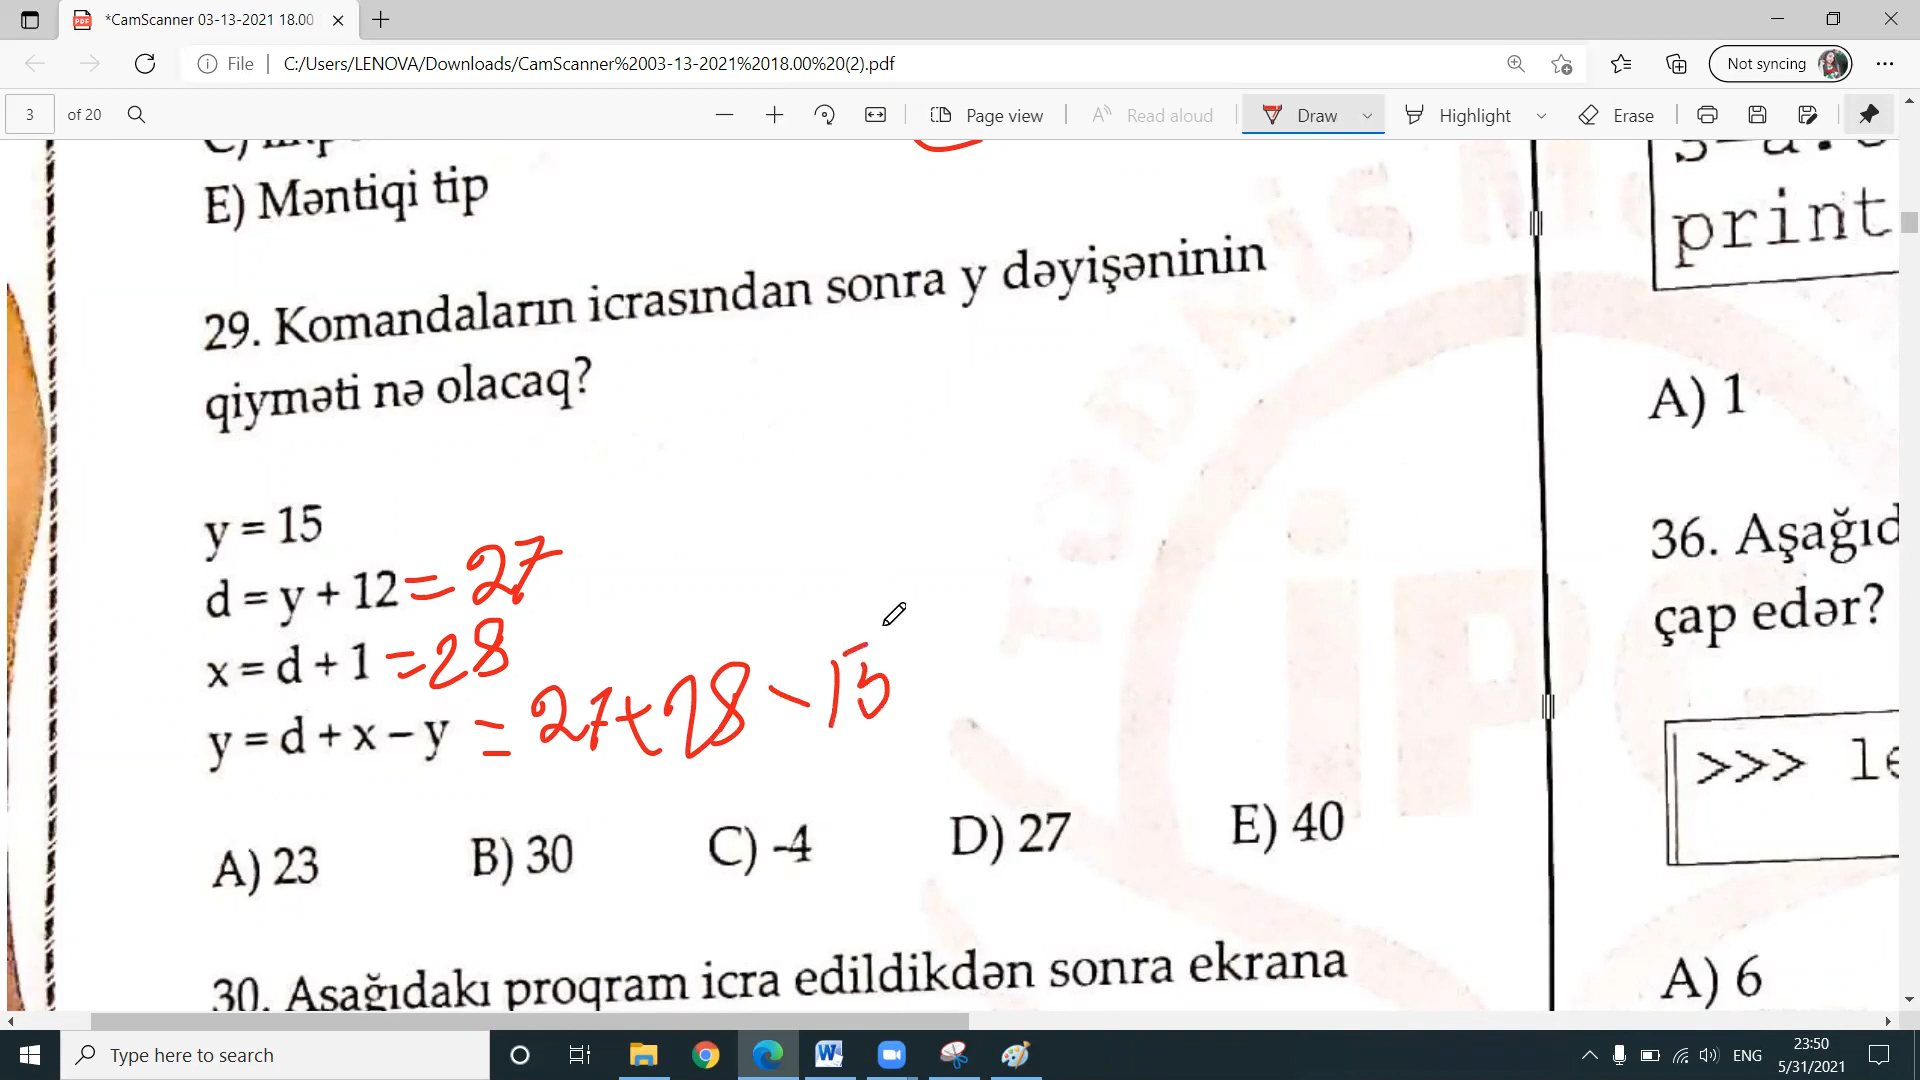 *CamScanner 03-13-2021 18.00
File
C:/Users/LENOVA/Downloads/CamScanner%2003-13-2021%2018.00%20(2).pdf
Not syncing
3 of 20
Page view
Read aloud
Draw
Highlight
Erase
E) Məntiqi tip
29. Komandaların icrasından sonra y dəyişəninin
qiyməti nə olacaq?
y = 15
d = y + 12 = 27
x = d + 1 = 28
y = d + x – y = 27 + 28 - 15
A) 23 B) 30 C) -4 D) 27 E) 40
30. Aşağıdakı proqram icra edildikdən sonra ekrana
print
A) 1
36. Aşağıd
çap edər?
>>> le
A) 6
Type here to search
ENG
23:50
5/31/2021